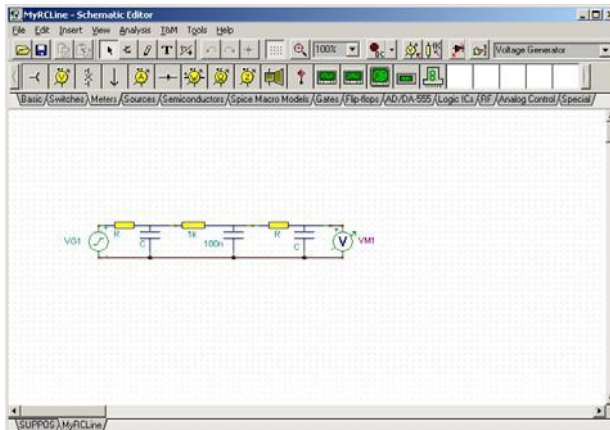 MyRCLine - Schematic Editor
File Edit Insert View Analysis T&M Tools Help
T 100% Voltage Generator
Basic Switches Meters Sources Semiconductors Spice Macro Models Gates Flip-flops AD/DA-555 Logic ICs RF Analog Control Special
R 1k R
VG1 C 100n C V VM1
SUPPOS MyRCLine